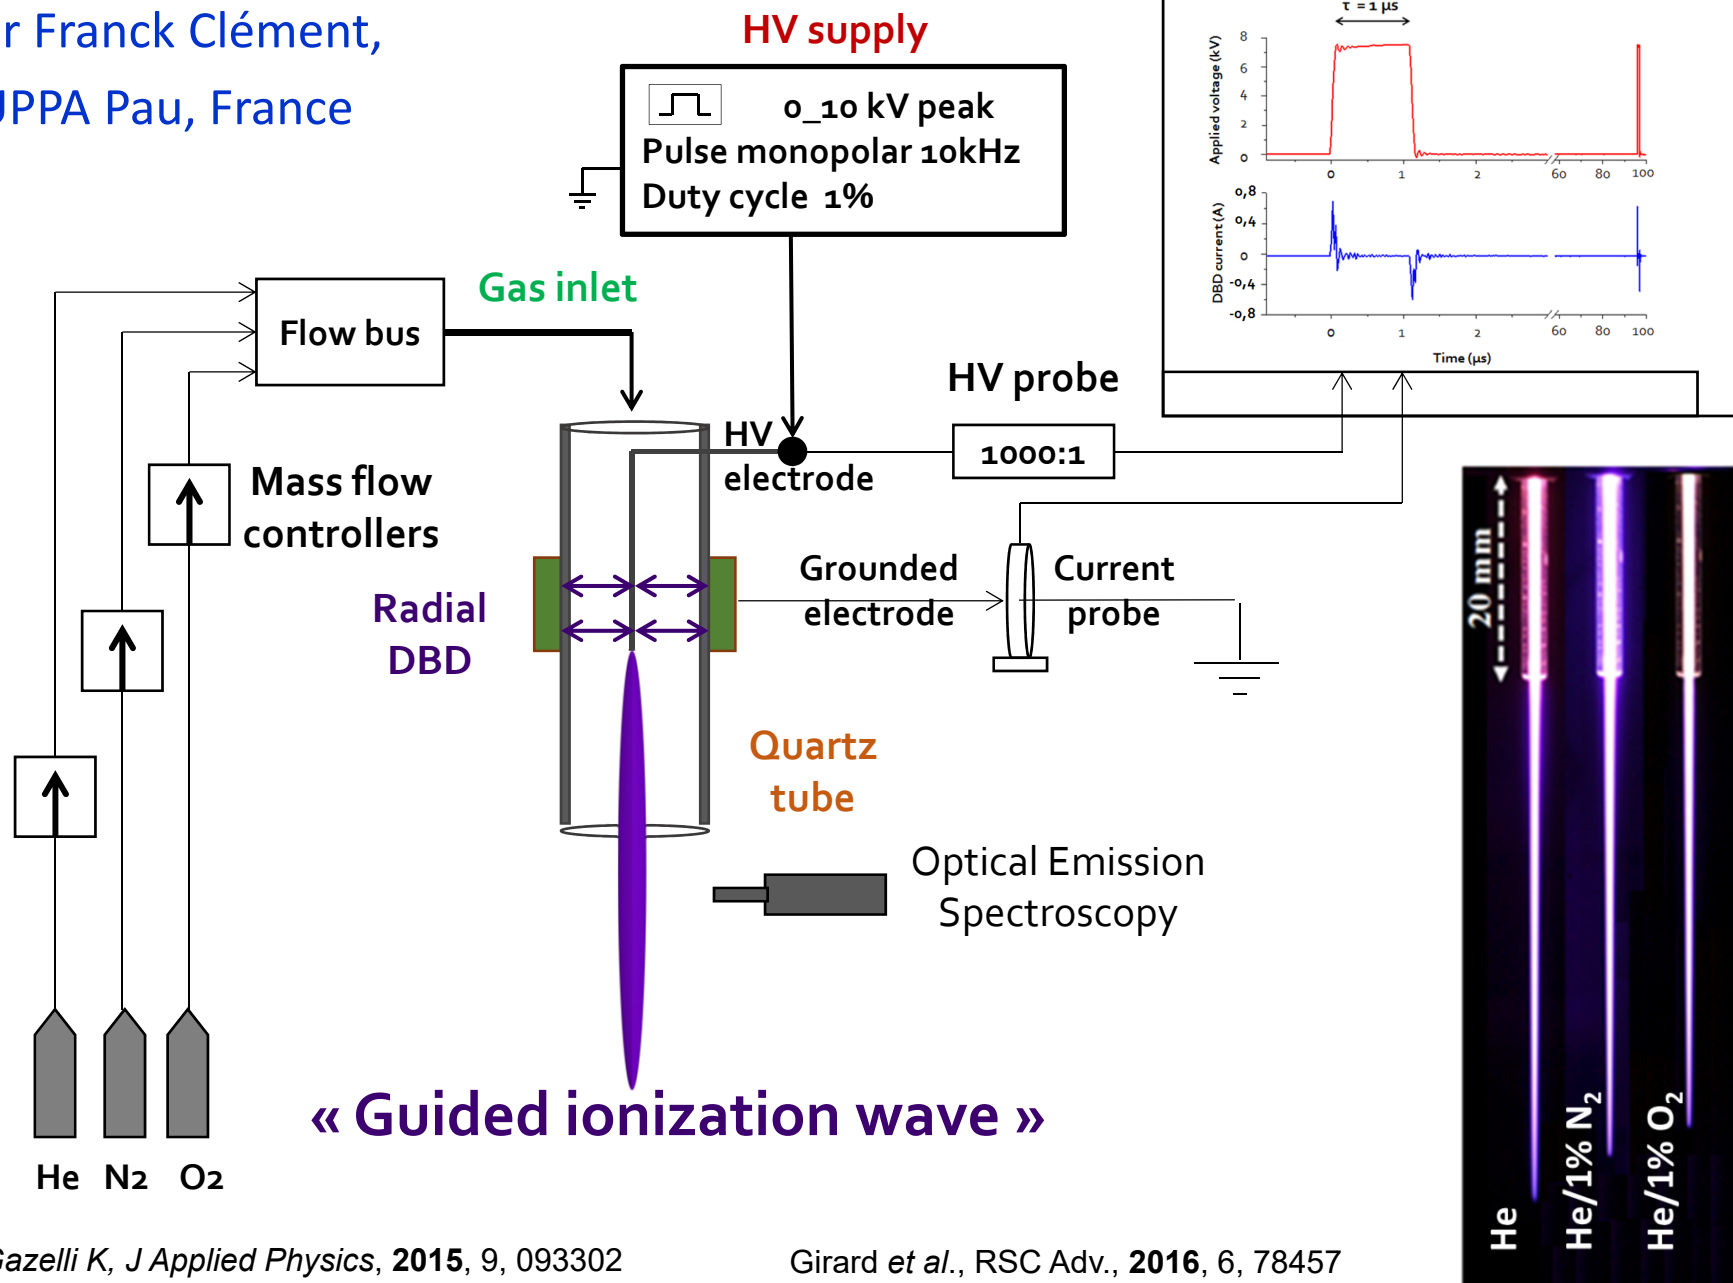 r Franck Clément,
UPPA Pau, France
HV supply
0_10 kV peak
Pulse monopolar 10kHz
Duty cycle 1%
τ = 1 µs
Applied voltage (kV)
8
6
4
2
0
0 1 2 60 80 100
DBD current (A)
0,8
0,4
0
-0,4
-0,8
0 1 2 60 80 100
Time (µs)
Gas inlet
Flow bus
HV probe
1000:1
HV
electrode
Mass flow
controllers
Radial
DBD
Grounded
electrode
Current
probe
Quartz
tube
Optical Emission
Spectroscopy
20 mm
He
He/1% N2
He/1% O2
« Guided ionization wave »
He N2 O2
Gazelli K, J Applied Physics, 2015, 9, 093302
Girard et al., RSC Adv., 2016, 6, 78457